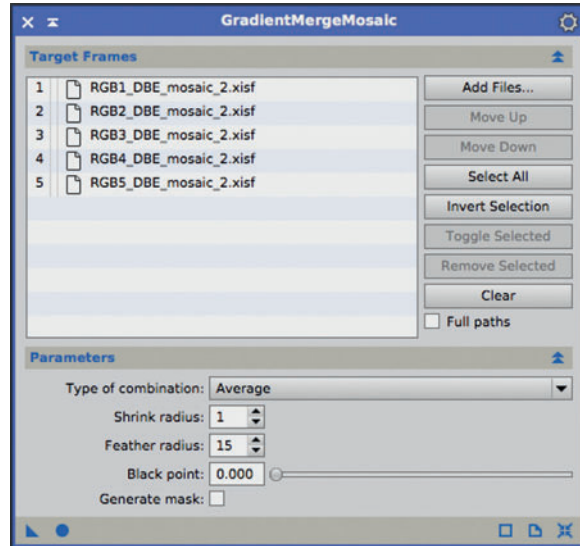 GradientMergeMosaic
Target Frames
1 RGB1_DBE_mosaic_2.xisf
2 RGB2_DBE_mosaic_2.xisf
3 RGB3_DBE_mosaic_2.xisf
4 RGB4_DBE_mosaic_2.xisf
5 RGB5_DBE_mosaic_2.xisf
Add Files...
Move Up
Move Down
Select All
Invert Selection
Toggle Selected
Remove Selected
Clear
Full paths
Parameters
Type of combination: Average
Shrink radius: 1
Feather radius: 15
Black point: 0.000
Generate mask: